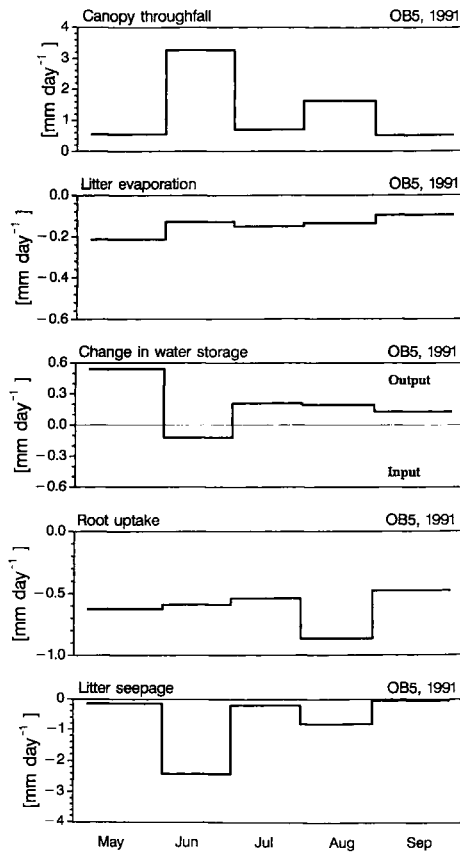 Canopy throughfall OB5, 1991
[mm day⁻¹]
4
3
2
1
0
Litter evaporation OB5, 1991
[mm day⁻¹]
0.0
−0.2
−0.4
−0.6
Change in water storage OB5, 1991
[mm day⁻¹]
0.6
0.3
0.0
−0.3
−0.6
Output
Input
Root uptake OB5, 1991
[mm day⁻¹]
0.0
−0.5
−1.0
Litter seepage OB5, 1991
[mm day⁻¹]
0
−1
−2
−3
−4
May Jun Jul Aug Sep